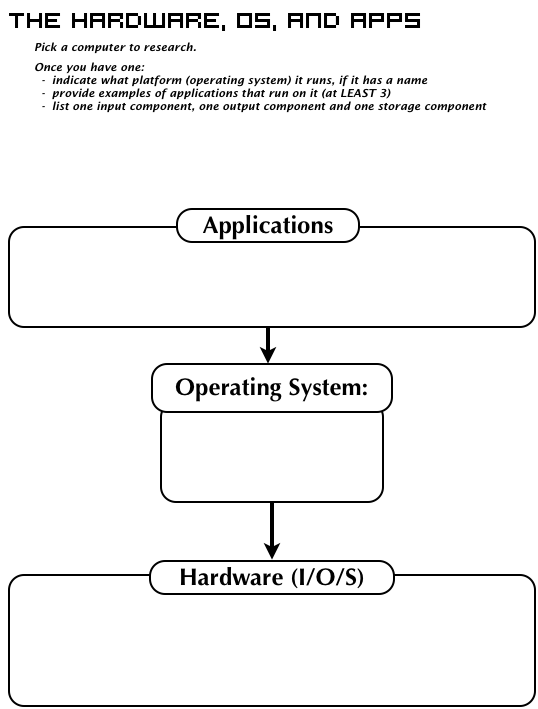 THE HARDWARE, OS, AND APPS
Pick a computer to research.
Once you have one:
- indicate what platform (operating system) it runs, if it has a name
- provide examples of applications that run on it (at LEAST 3)
- list one input component, one output component and one storage component
Applications
Operating System:
Hardware (I/O/S)